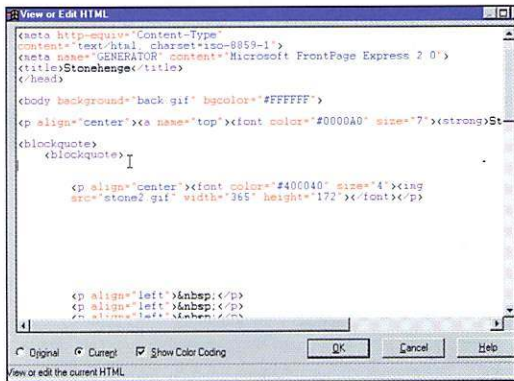 View or Edit HTML
<meta http-equiv="Content-Type"
content="text/html; charset=iso-8859-1">
<meta name="GENERATOR" content="Microsoft FrontPage Express 2.0">
<title>Stonehenge</title>
</head>
<body background="back.gif" bgcolor="#FFFFFF">
<p align="center"><a name="top"><font color="#0000A0" size="7"><strong>St
<blockquote>
<blockquote>
<p align="center"><font color="#400040" size="4"><img
src="stone2.gif" width="365" height="172"></font></p>
<p align="left">&nbsp;</p>
<p align="left">&nbsp;</p>
<p align="left">&nbsp;</p>
Original Current Show Color Coding OK Cancel Help
View or edit the current HTML